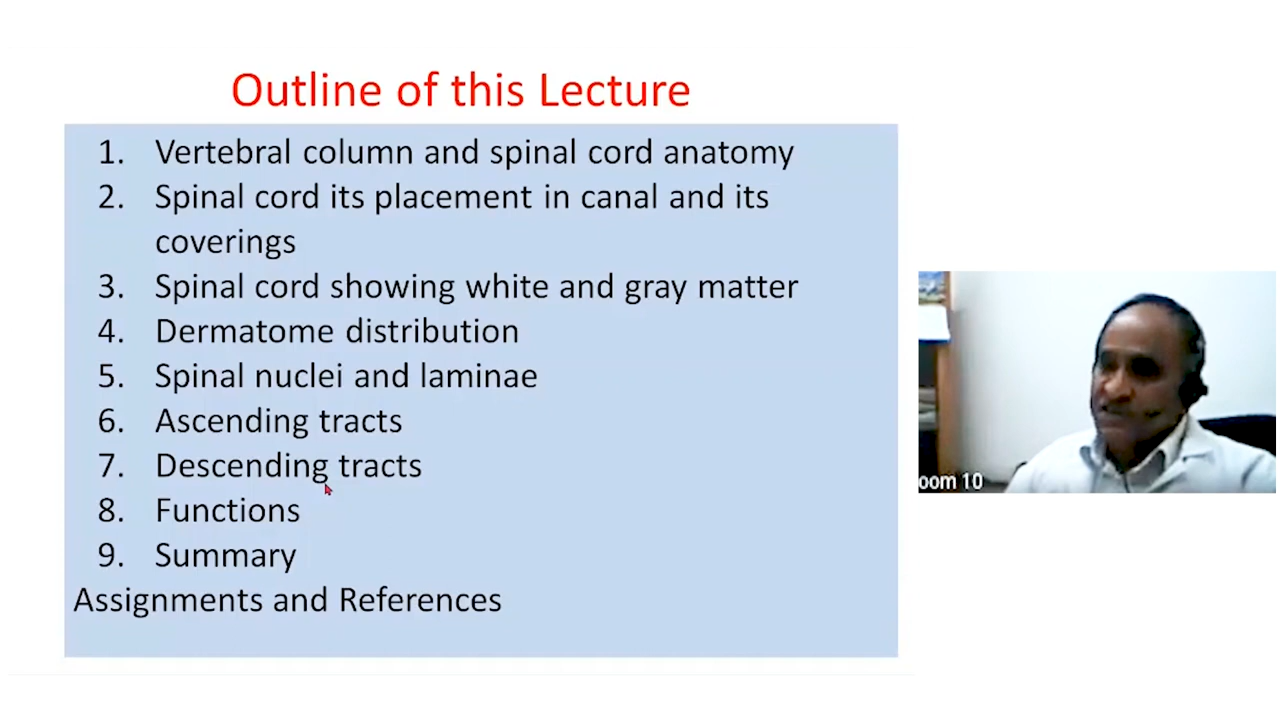 Outline of this Lecture
1. Vertebral column and spinal cord anatomy
2. Spinal cord its placement in canal and its
coverings
3. Spinal cord showing white and gray matter
4. Dermatome distribution
5. Spinal nuclei and laminae
6. Ascending tracts
7. Descending tracts
8. Functions
9. Summary
Assignments and References
oom 10